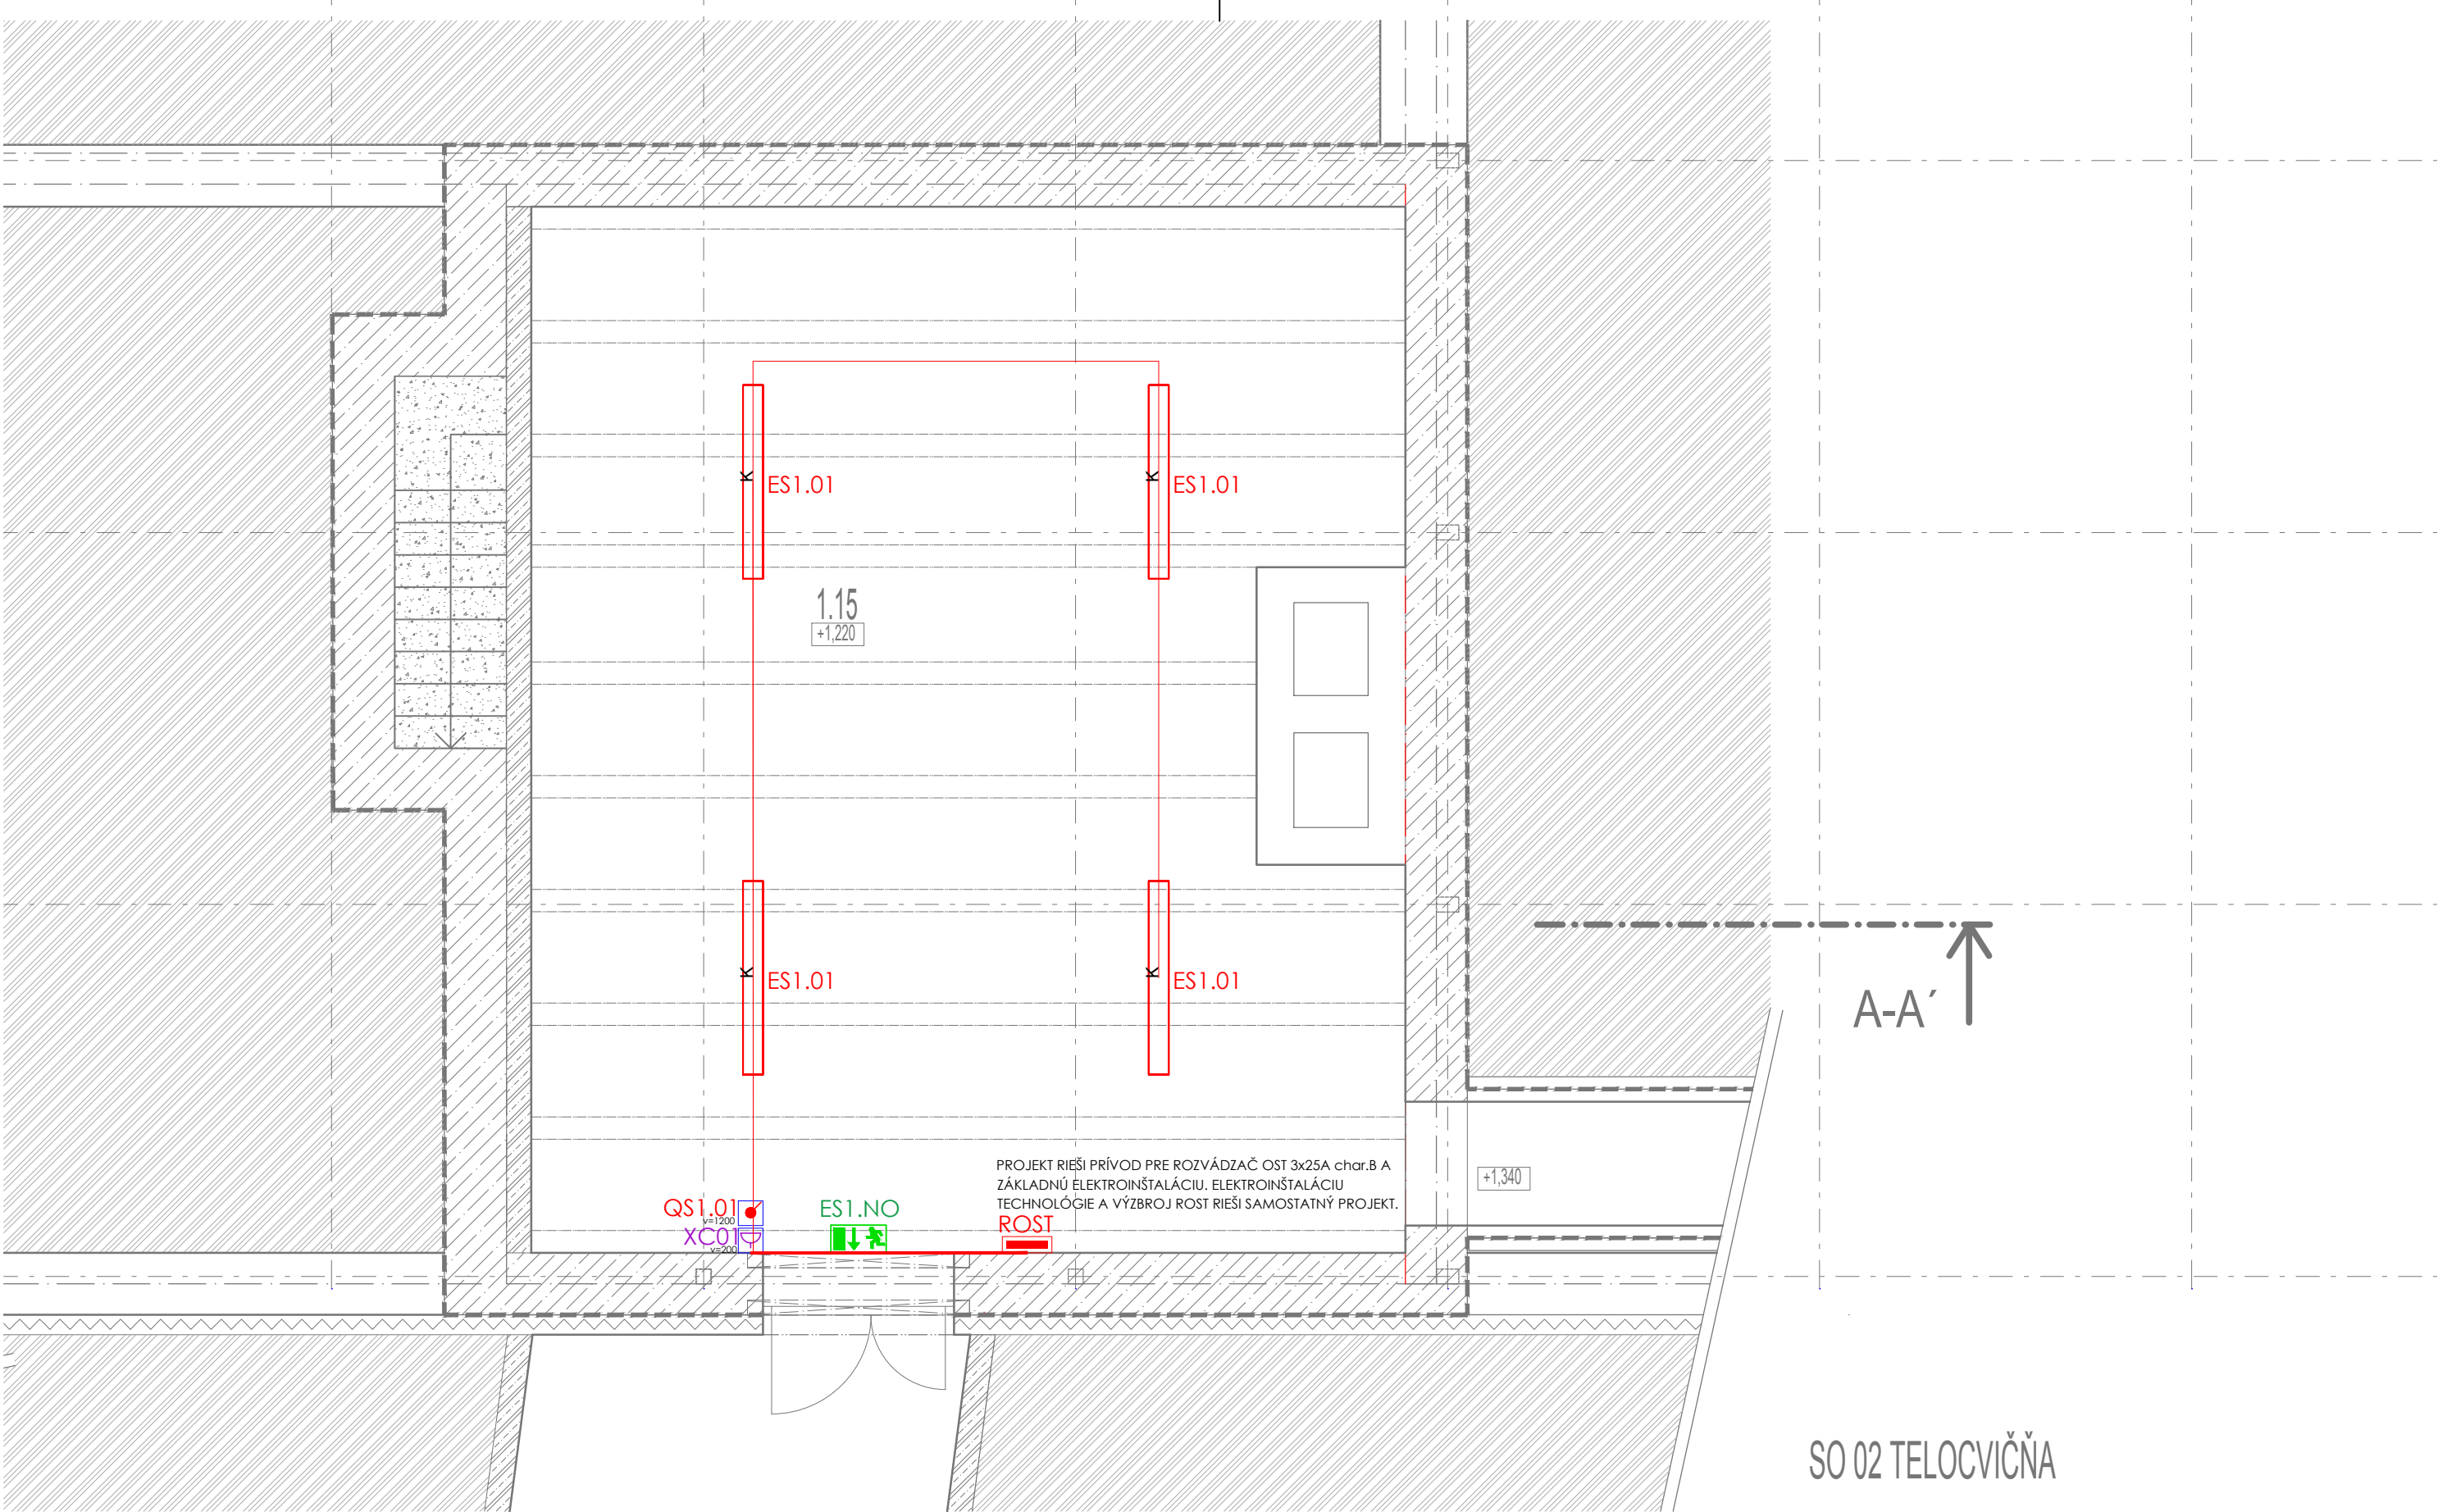 K
ES1.01
K
ES1.01
1.15
+1,220
K
ES1.01
K
ES1.01
A-A´
PROJEKT RIEŠI PRÍVOD PRE ROZVÁDZAČ OST 3x25A char.B A
ZÁKLADNÚ ELEKTROINŠTALÁCIU. ELEKTROINŠTALÁCIU
TECHNOLÓGIE A VÝZBROJ ROST RIEŠI SAMOSTATNÝ PROJEKT.
+1,340
QS1.01
v=1200
XC01
v=200
ES1.NO
ROST
SO 02 TELOCVIČŇA